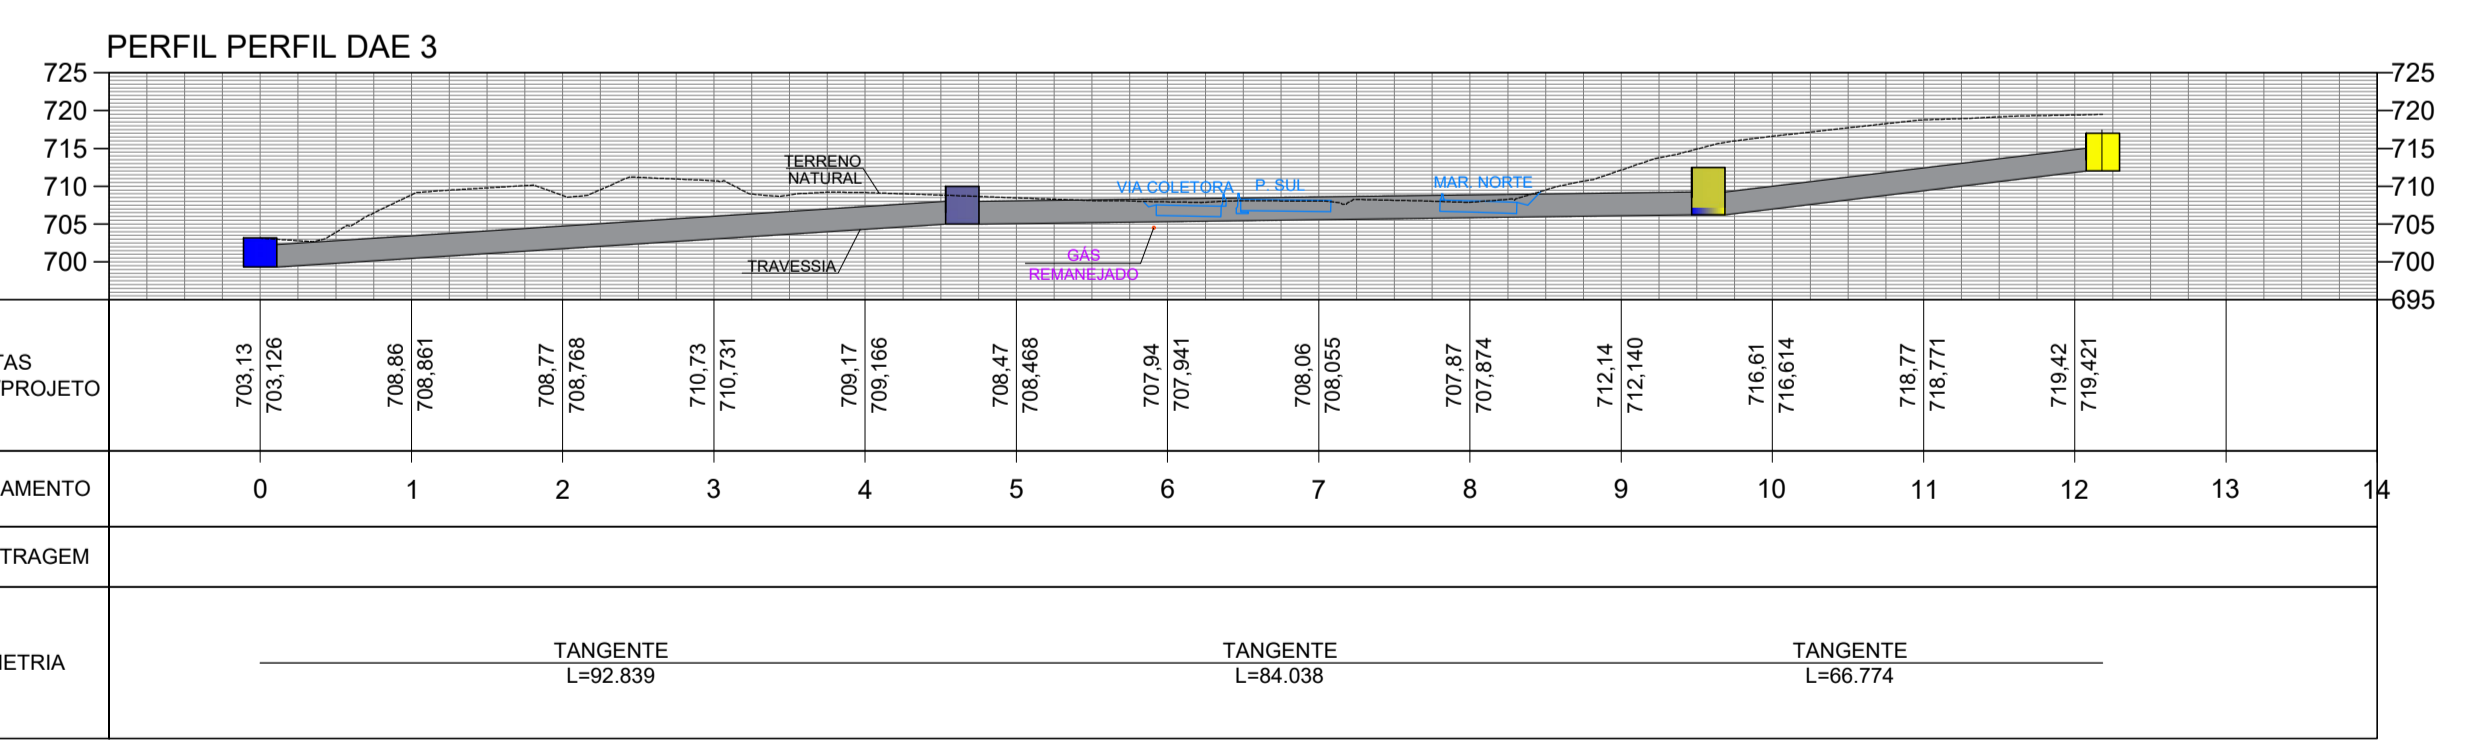 PERFIL PERFIL DAE 3
725
720
715
710
705
700
725
720
715
710
705
700
695
TERRENO
NATURAL
TRAVESSIA
VIA COLETORA
P. SUL
MAR. NORTE
GÁS
REMANEJADO
TAS
PROJETO
703,13
703,126
708,86
708,861
708,77
708,768
710,73
710,731
709,17
709,166
708,47
708,468
707,94
707,941
708,06
708,055
707,87
707,874
712,14
712,140
716,61
716,614
718,77
718,771
719,42
719,421
AMENTO
0 1 2 3 4 5 6 7 8 9 10 11 12 13 14
TRAGEM
ETRIA
TANGENTE
L=92.839
TANGENTE
L=84.038
TANGENTE
L=66.774